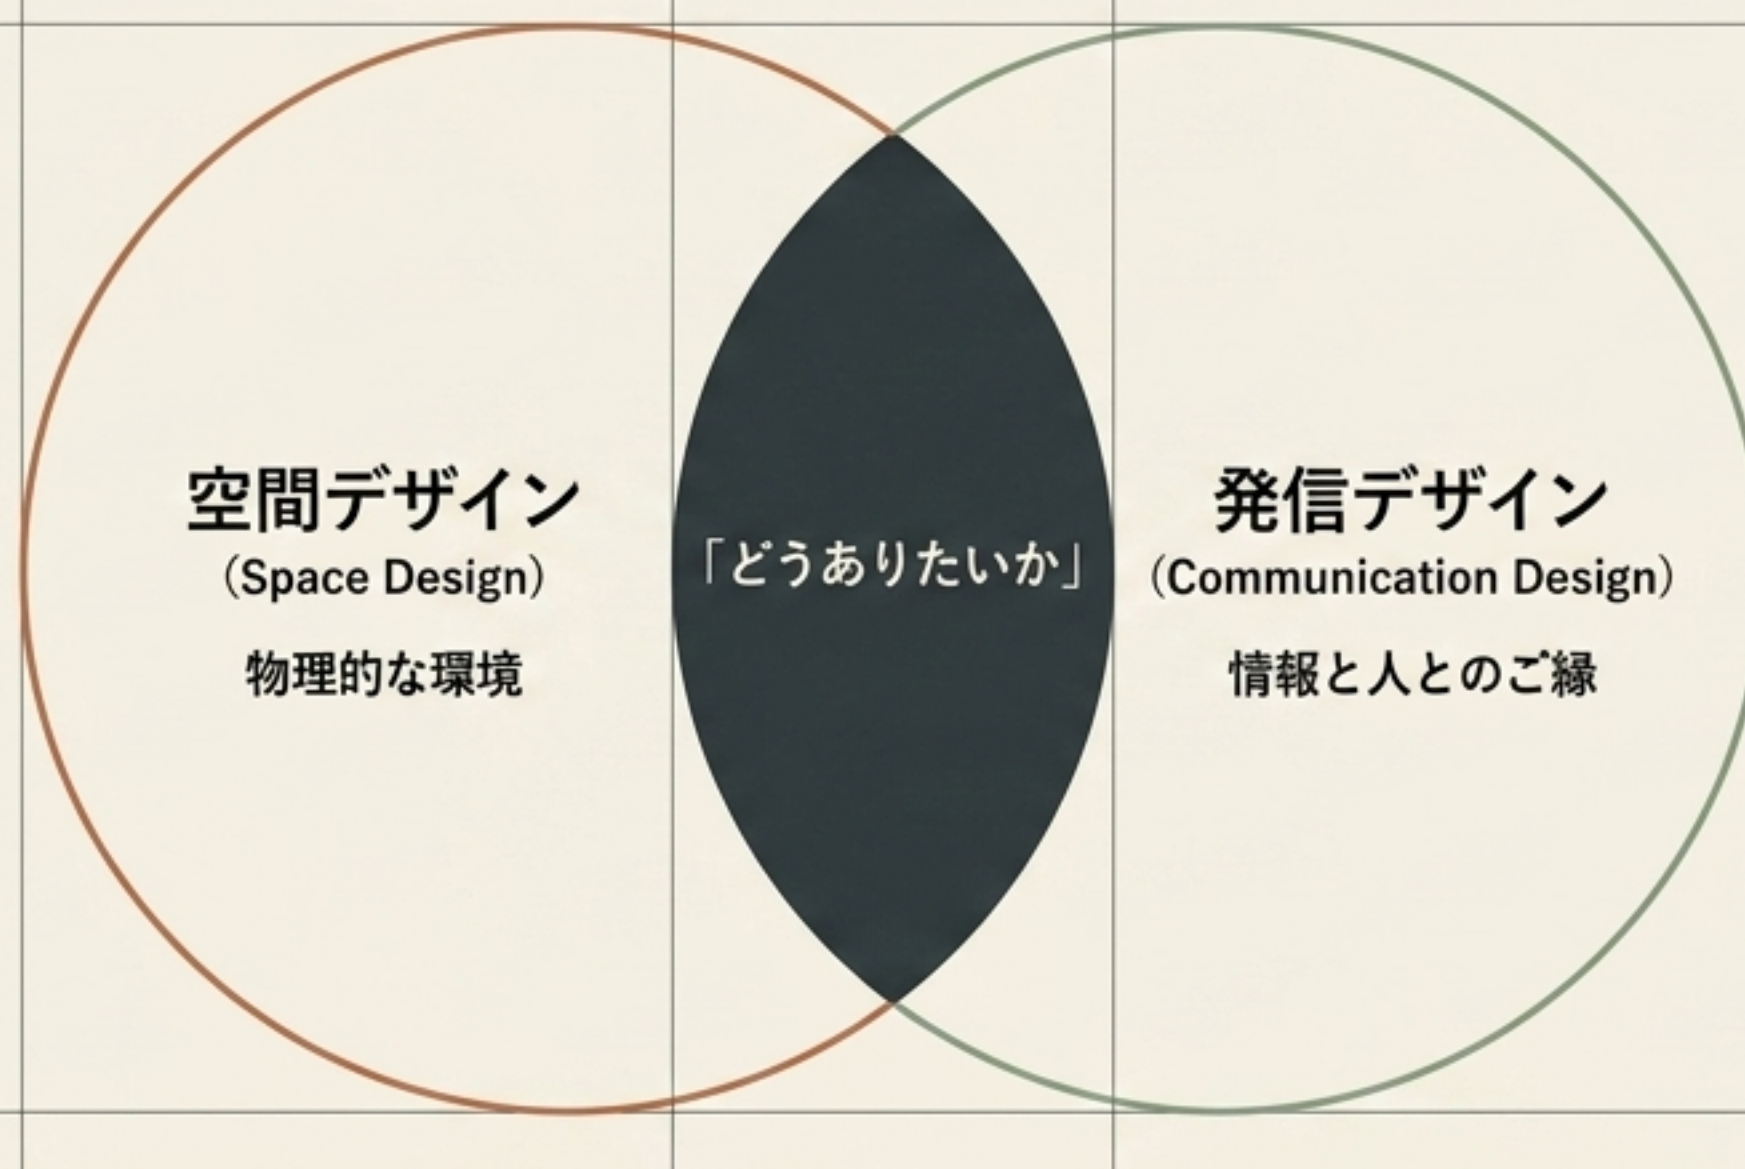 空間デザイン
（Space Design）
物理的な環境
「どうありたいか」
発信デザイン
（Communication Design）
情報と人とのご縁